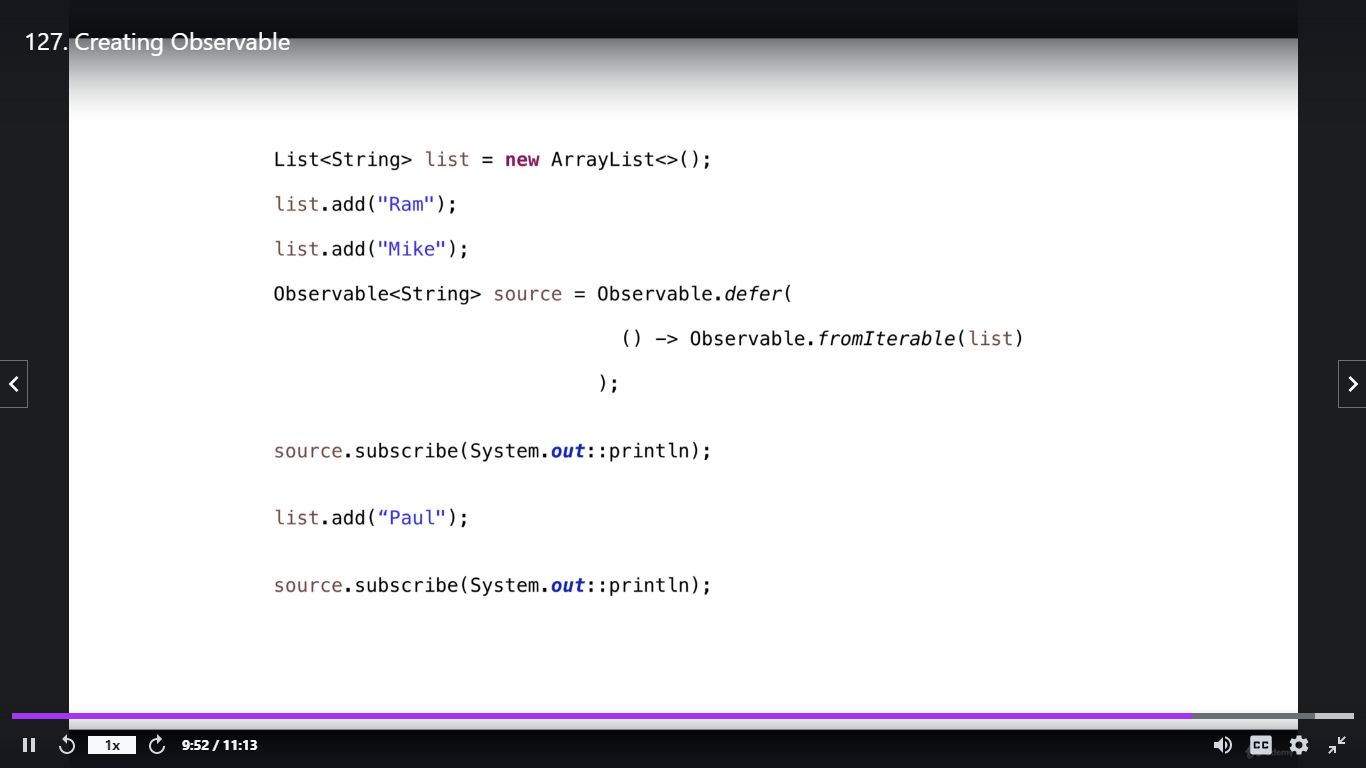 127. Creating Observable
List<String> list = new ArrayList<>();
list.add("Ram");
list.add("Mike");
Observable<String> source = Observable.defer(
() -> Observable.fromIterable(list)
);
source.subscribe(System.out::println);
list.add(“Paul");
source.subscribe(System.out::println);
1x
9:52 / 11:13
CC